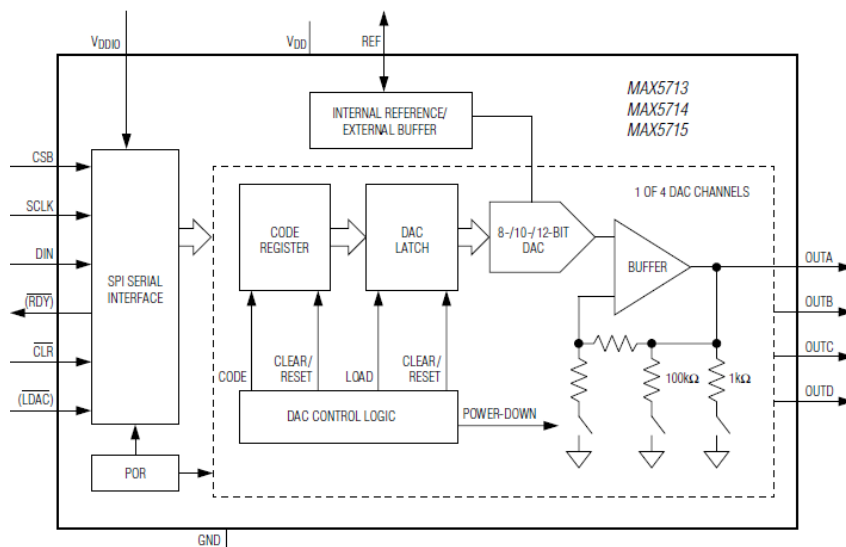 VDDIO
VDD
REF
MAX5713
MAX5714
MAX5715
INTERNAL REFERENCE/
EXTERNAL BUFFER
1 OF 4 DAC CHANNELS
CSB
SCLK
DIN
(RDY)
CLR
(LDAC)
SPI SERIAL
INTERFACE
CODE
REGISTER
DAC
LATCH
8-/10-/12-BIT
DAC
BUFFER
OUTA
OUTB
OUTC
OUTD
CODE
CLEAR/
RESET
LOAD
CLEAR/
RESET
100kΩ
1kΩ
DAC CONTROL LOGIC
POWER-DOWN
POR
GND